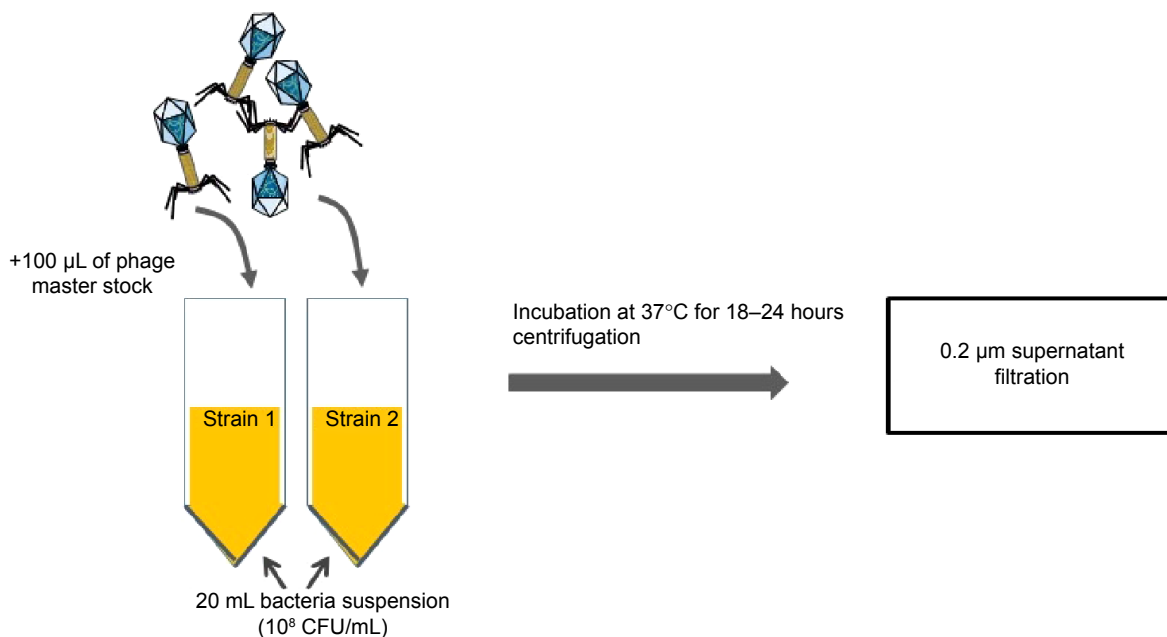 +100 µL of phage
master stock
Strain 1
Strain 2
20 mL bacteria suspension
(10⁸ CFU/mL)
Incubation at 37°C for 18–24 hours
centrifugation
0.2 µm supernatant
filtration